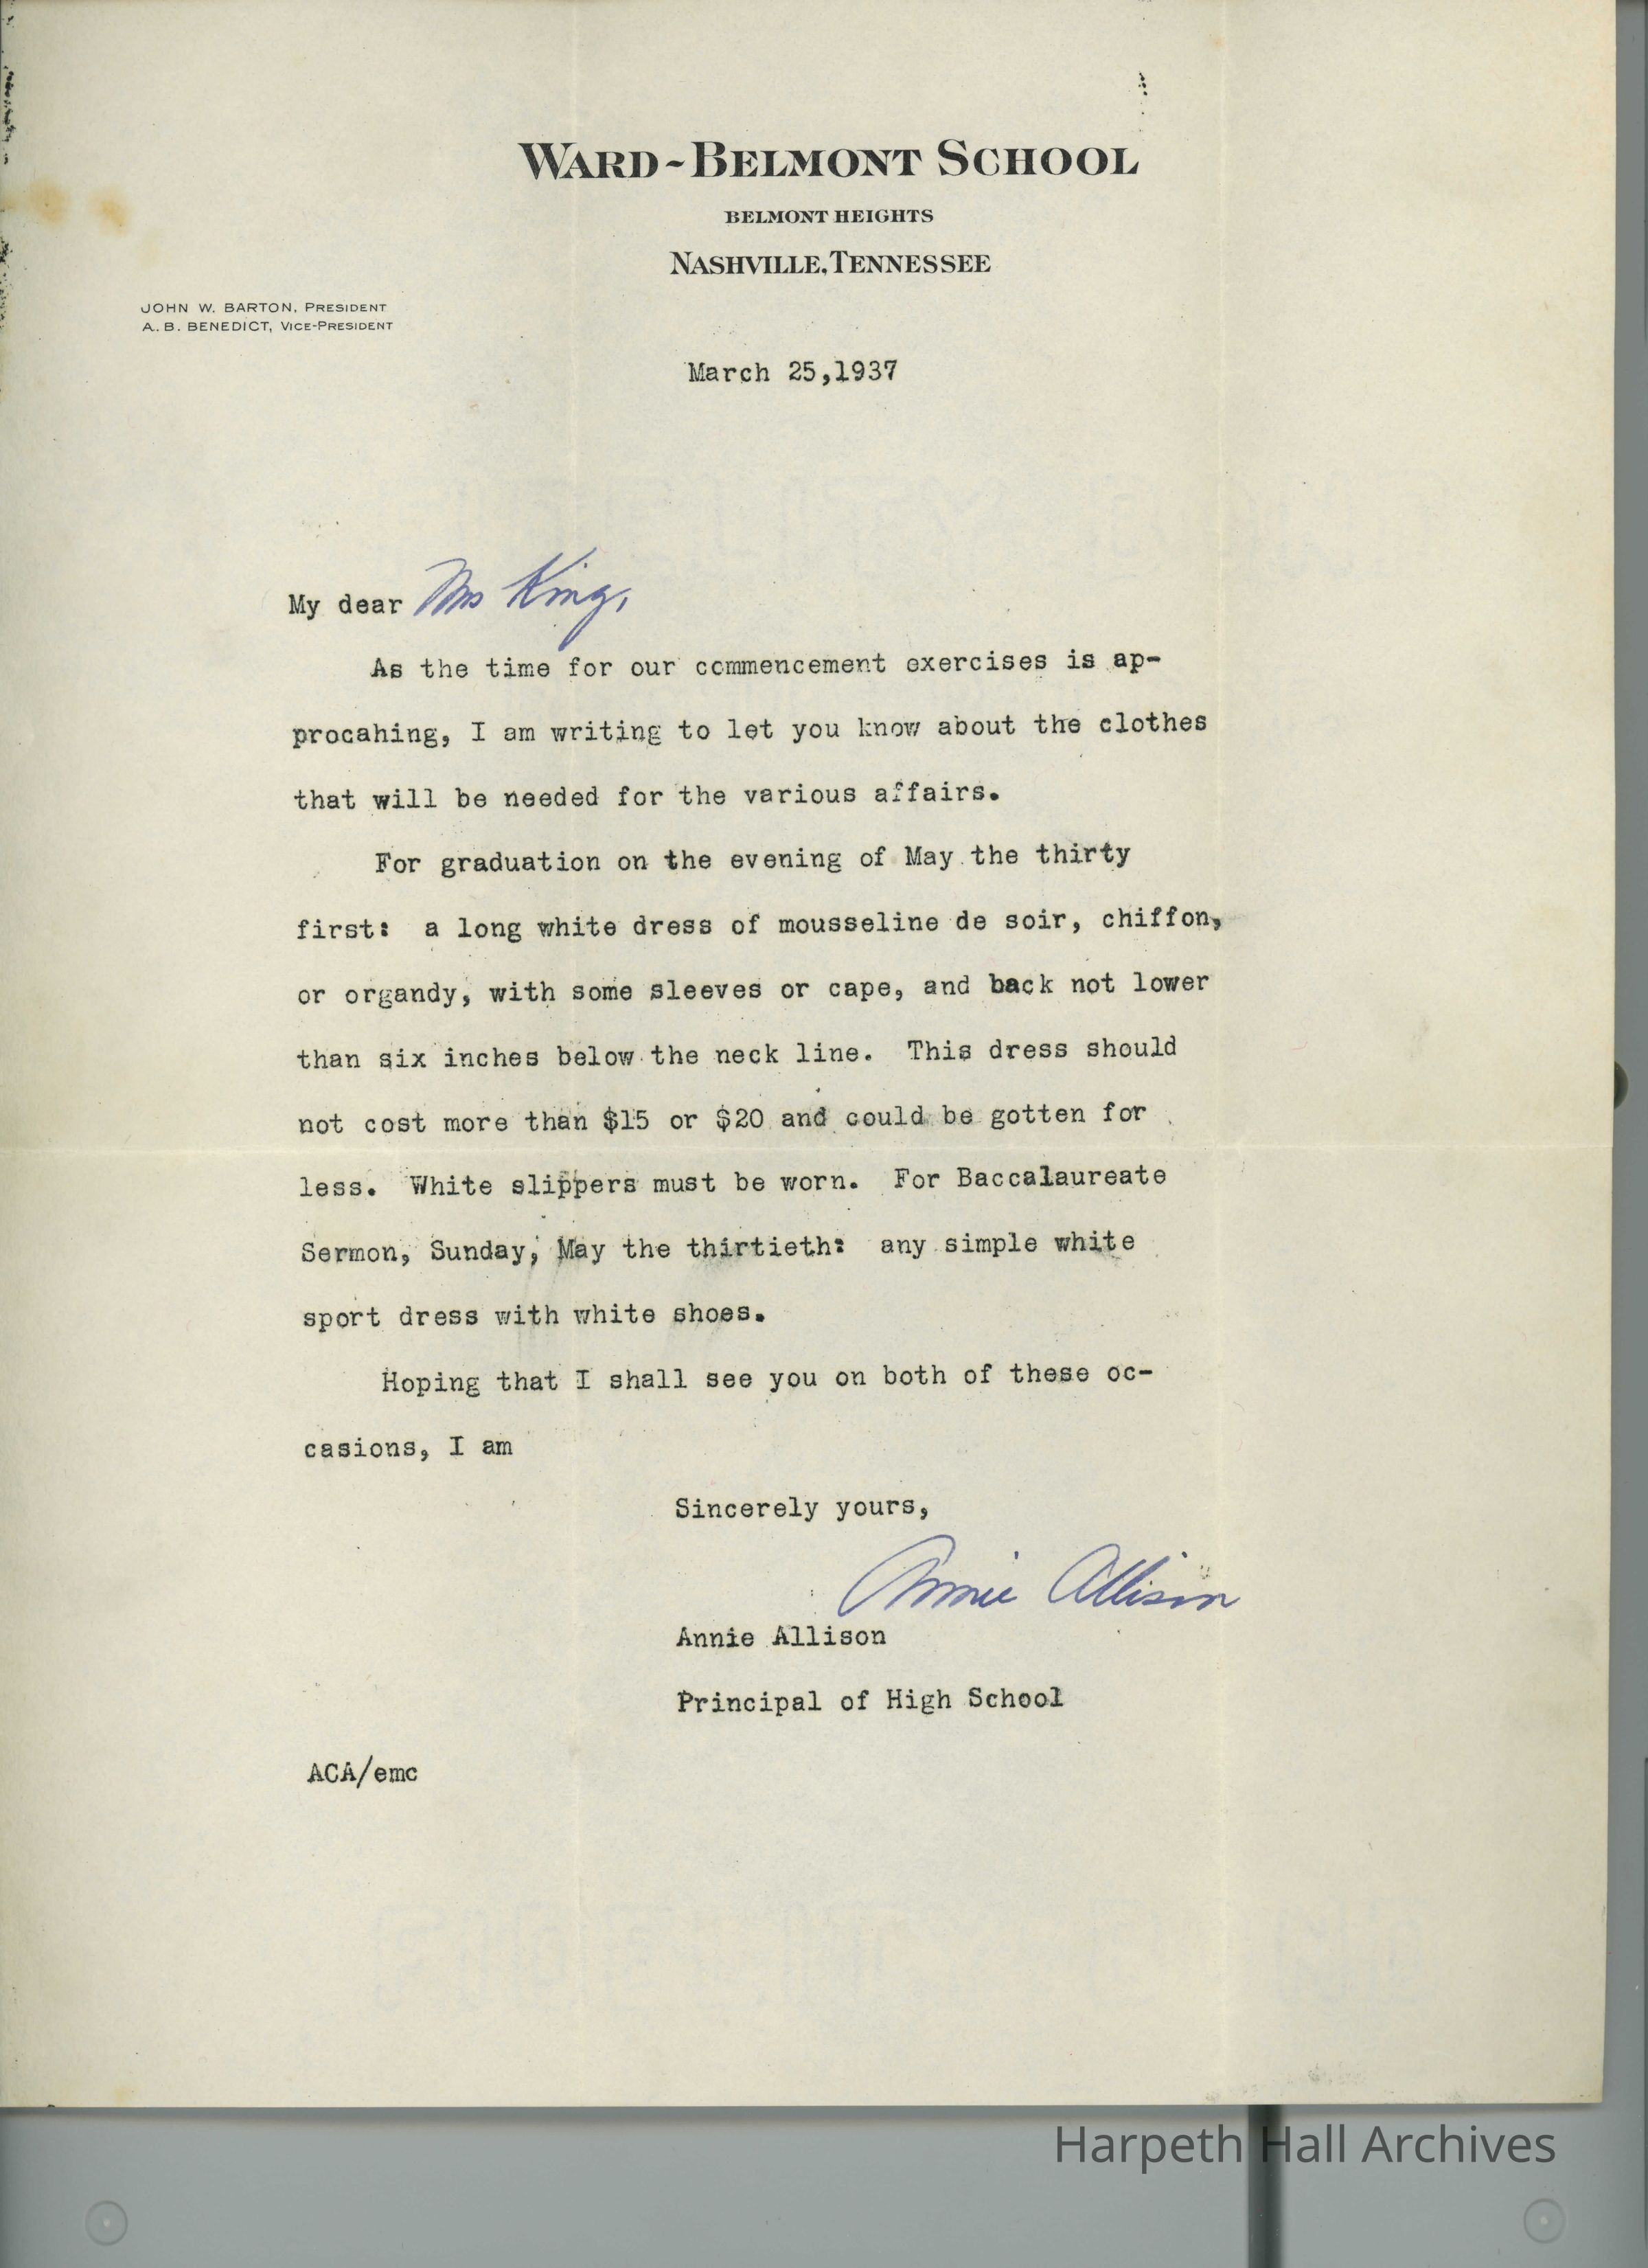 WARD-BELMONT SCHOOL
BELMONT HEIGHTS
NASHVILLE, TENNESSEE
JOHN W. BARTON, PRESIDENT
A. B. BENEDICT, VICE-PRESIDENT
March 25,1937
My dear Mrs King,
As the time for our commencement exercises is ap-
procahing, I am writing to let you know about the clothes
that will be needed for the various affairs.
For graduation on the evening of May the thirty
first: a long white dress of mousseline de soir, chiffon,
or organdy, with some sleeves or cape, and back not lower
than six inches below the neck line. This dress should
not cost more than $15 or $20 and could be gotten for
less. White slippers must be worn. For Baccalaureate
Sermon, Sunday, May the thirtieth: any simple white
sport dress with white shoes.
Hoping that I shall see you on both of these oc-
casions, I am
Sincerely yours,
Annie Allison
Annie Allison
Principal of High School
ACA/emc
Harpeth Hall Archives